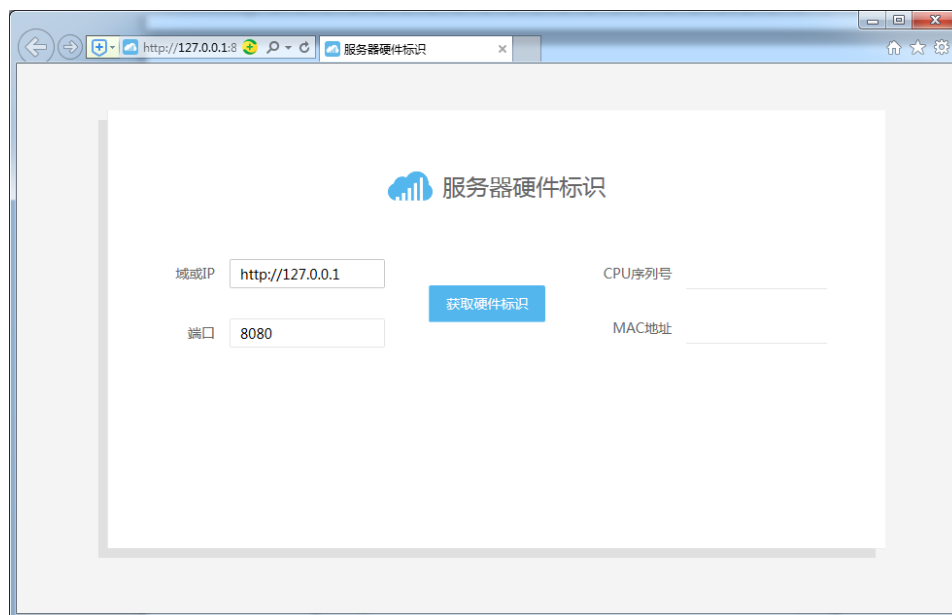 http://127.0.0.1:8
服务器硬件标识
服务器硬件标识
域或IP
http://127.0.0.1
端口
8080
获取硬件标识
CPU序列号
MAC地址